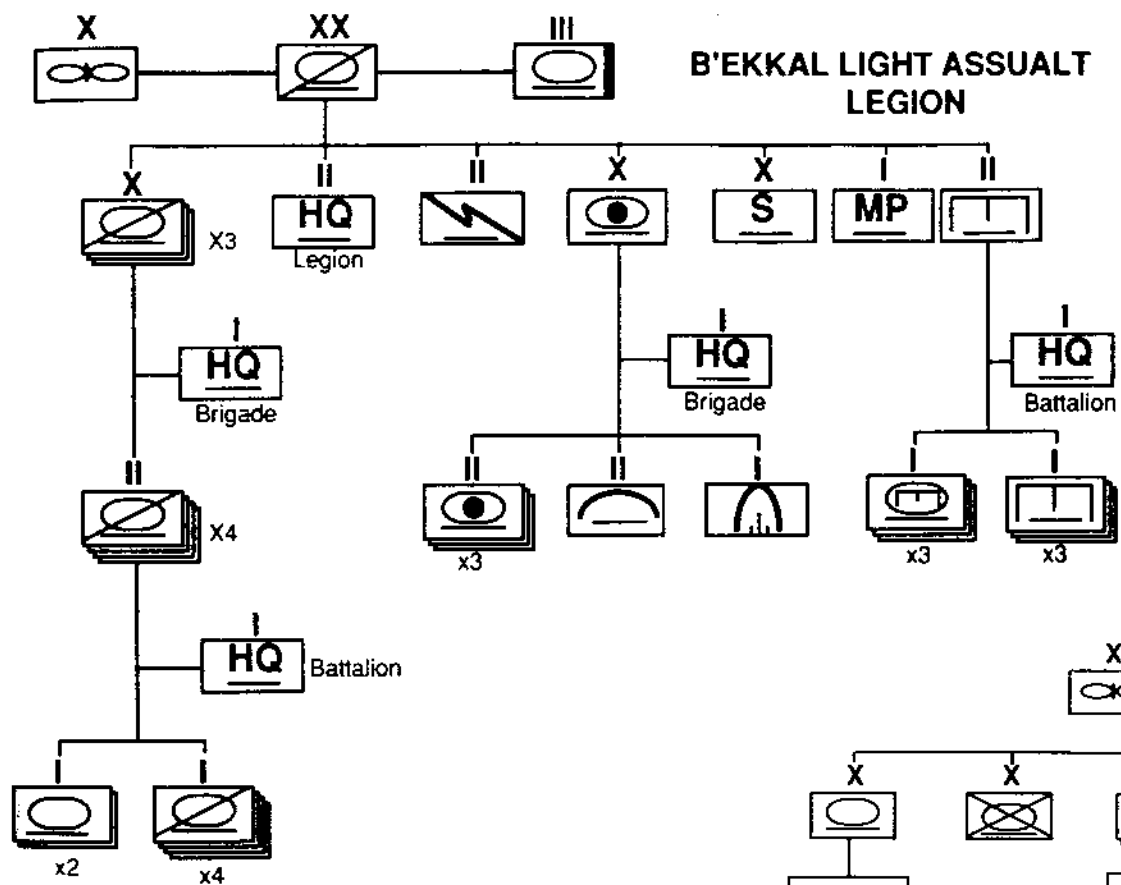 X
XX
III
B'EKKAL LIGHT ASSUALT
LEGION
X
II
II
X
X
I
II
HQ
S
MP
X3
Legion
I
I
I
HQ
HQ
HQ
Brigade
Brigade
Battalion
II
II
II
I
I
I
X4
x3
x3
x3
I
HQ
Battalion
X
I
I
X
X
x2
x4